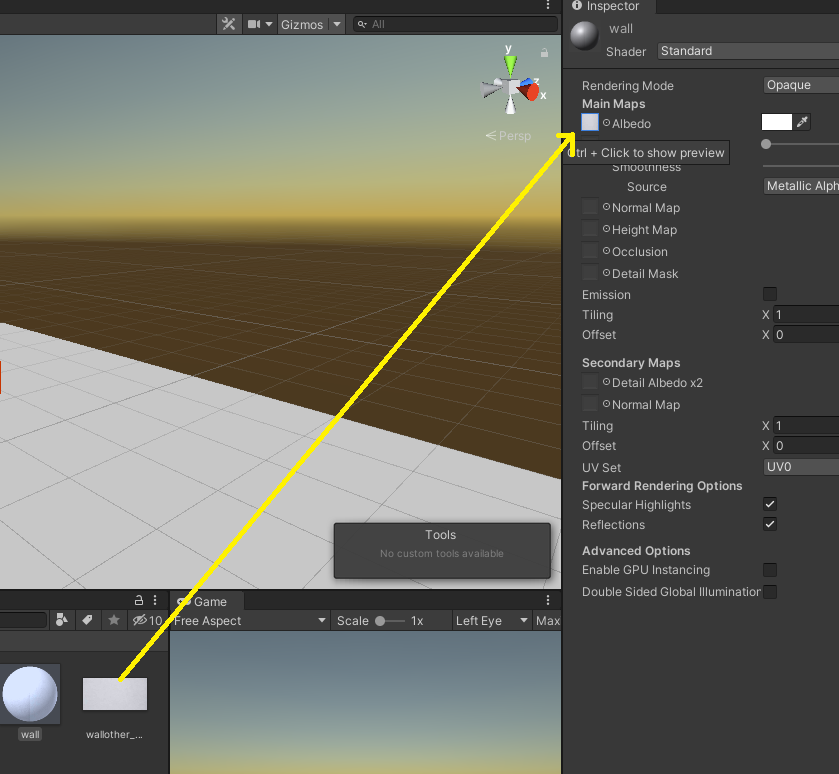 Inspector
Gizmos
All
wall
Shader
Standard
y
z
x
Persp
Rendering Mode
Opaque
Main Maps
Albedo
Ctrl + Click to show preview
Smoothness
Source
Metallic Alph
Normal Map
Height Map
Occlusion
Detail Mask
Emission
Tiling
X 1
Offset
X 0
Secondary Maps
Detail Albedo x2
Normal Map
Tiling
X 1
Offset
X 0
UV Set
UV0
Forward Rendering Options
Specular Highlights
Reflections
Advanced Options
Enable GPU Instancing
Double Sided Global Illumination
Tools
No custom tools available
Game
10
Free Aspect
Scale
1x
Left Eye
Max
wall
wallother_...